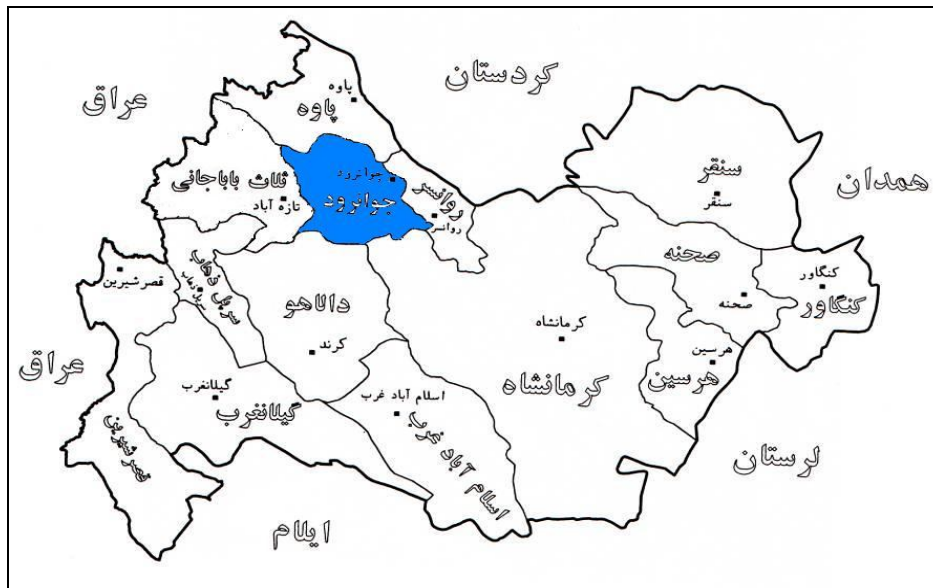 کردستان
عراق
پاوه
پاوه
سنقر
سنقر
همدان
جوانرود
جوانرود
ثلاث باباجانی
تازه آباد
روانسر
روانسر
صحنه
صحنه
کنگاور
کنگاور
قصرشیرین
سرپل ذهاب
سرپل ذهاب
دالاهو
کرند
کرمانشاه
کرمانشاه
هرسین
هرسین
عراق
گیلانغرب
گیلانغرب
اسلام آباد غرب
اسلام آباد غرب
قصرشیرین
لرستان
ایلام